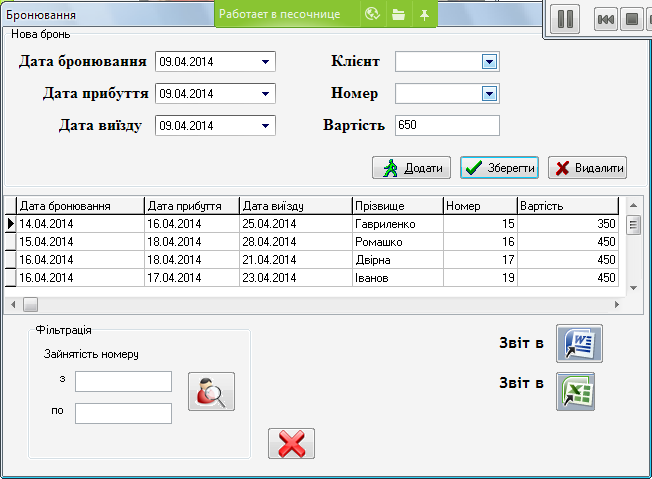 Бронювання
Работает в песочнице
Нова бронь
Дата бронювання 09.04.2014 Клієнт
Дата прибуття 09.04.2014 Номер
Дата виїзду 09.04.2014 Вартість 650
Додати Зберегти Видалити
Дата бронювання Дата прибуття Дата виїзду Прізвище Номер Вартість
14.04.2014 16.04.2014 25.04.2014 Гавриленко 15 350
15.04.2014 18.04.2014 28.04.2014 Ромашко 16 450
16.04.2014 18.04.2014 21.04.2014 Двірна 17 450
16.04.2014 17.04.2014 23.04.2014 Іванов 19 450
Фільтрація
Зайнятість номеру
з
по
Звіт в
Звіт в